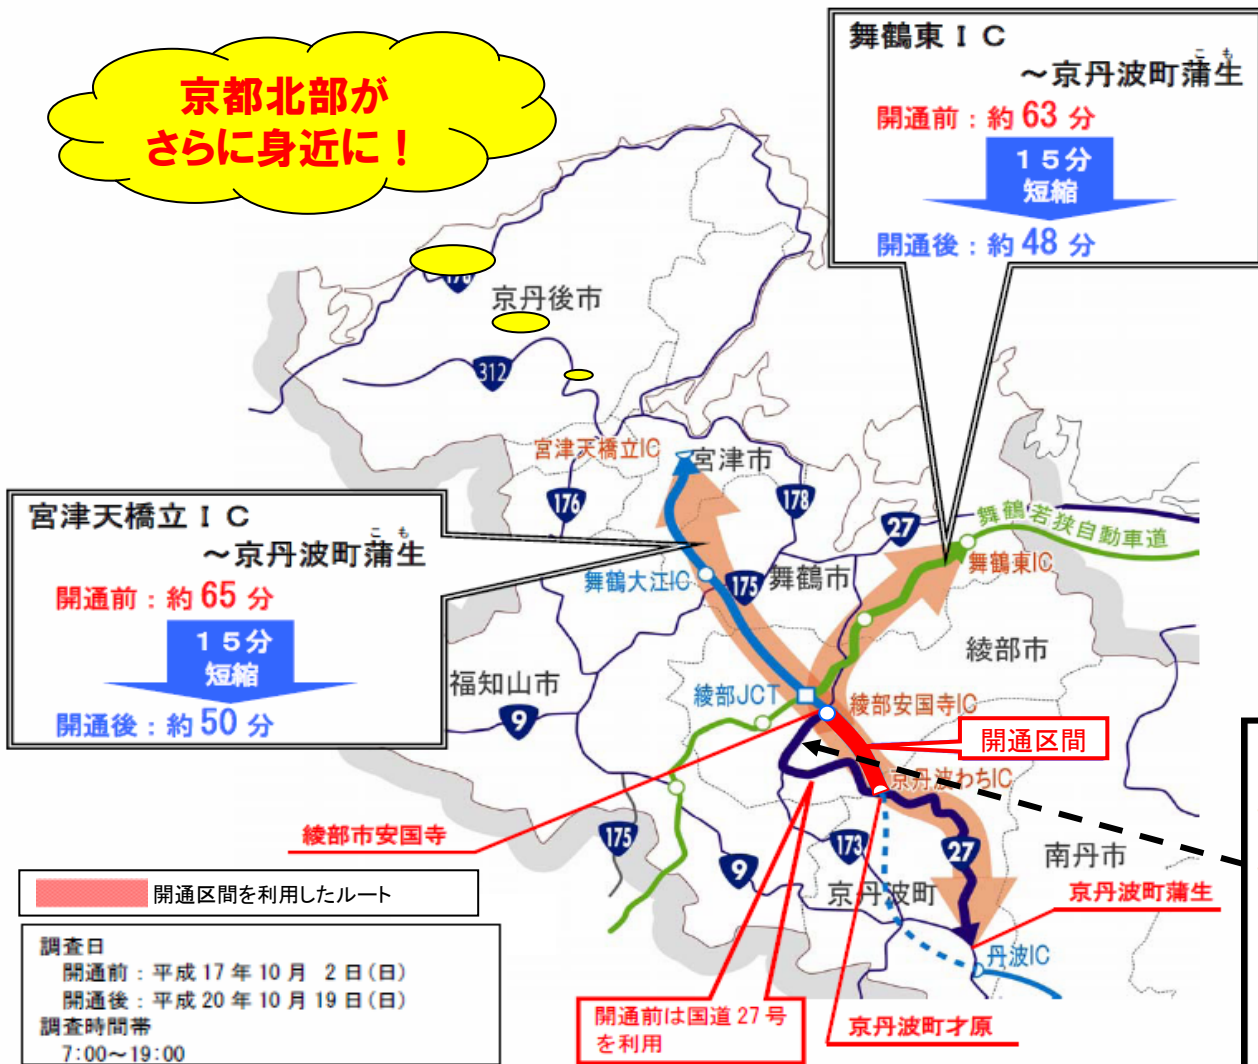 京都北部が
さらに身近に！
舞鶴東ＩＣ
～京丹波町蒲生
こも
開通前：約 63 分
１５分
短縮
開通後：約 48 分
京丹後市
312
宮津天橋立IC
宮津市
176
178
27
舞鶴若狭自動車道
舞鶴東IC
舞鶴大江IC
175
舞鶴市
宮津天橋立ＩＣ
～京丹波町蒲生
こも
開通前：約 65 分
１５分
短縮
開通後：約 50 分
綾部市
福知山市
9
綾部JCT
綾部安国寺IC
開通区間
京丹波わちIC
綾部市安国寺
175
9
173
27
南丹市
京丹波町
京丹波町蒲生
丹波IC
開通区間を利用したルート
調査日
開通前：平成 17 年 10 月 2 日（日）
開通後：平成 20 年 10 月 19 日（日）
調査時間帯
7:00～19:00
開通前は国道 27 号
を利用
京丹波町才原